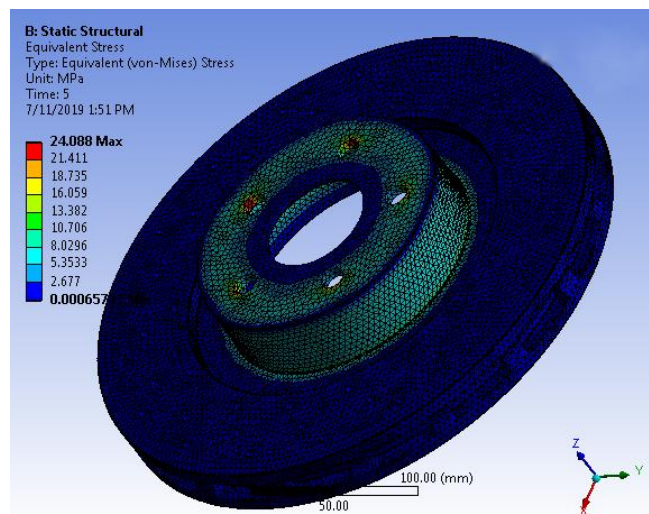 B: Static Structural
Equivalent Stress
Type: Equivalent (von-Mises) Stress
Unit: MPa
Time: 5
7/11/2019 1:51 PM
24.088 Max
21.411
18.735
16.059
13.382
10.706
8.0296
5.3533
2.677
Z
Y
X
100.00 (mm)
50.00